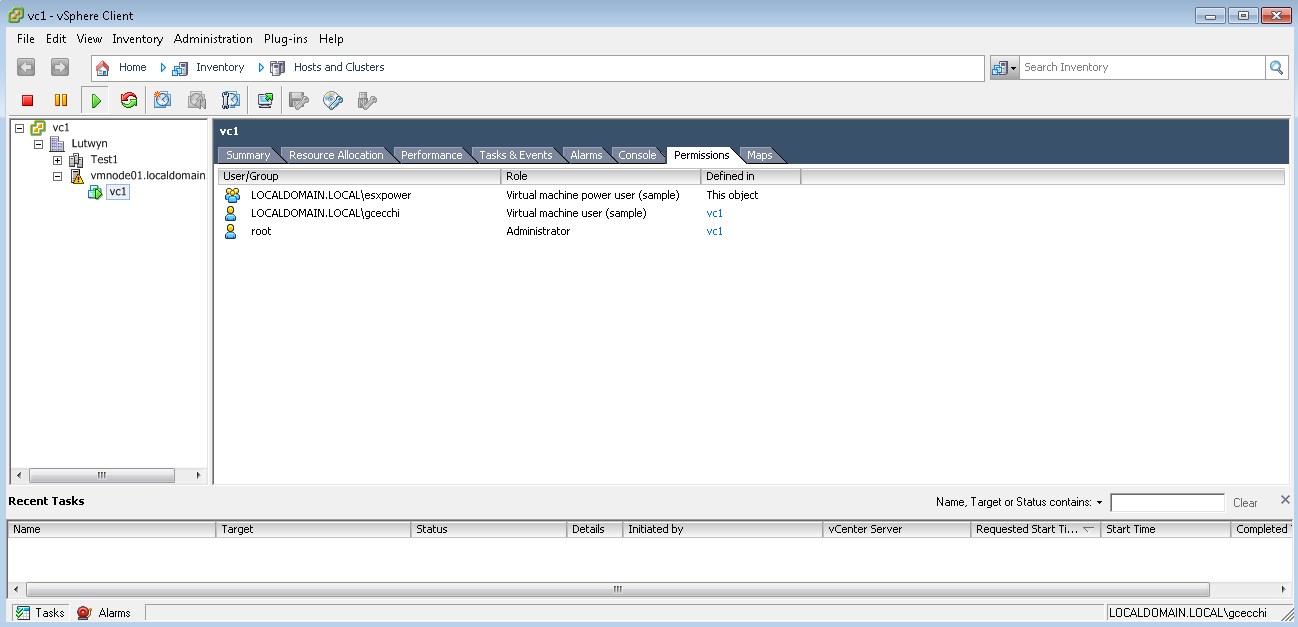 vc1 - vSphere Client
File Edit View Inventory Administration Plug-ins Help
Home Inventory Hosts and Clusters Search Inventory
vc1
Lutwyn
Test1
vmnode01.localdomain
vc1
vc1
Summary Resource Allocation Performance Tasks & Events Alarms Console Permissions Maps
User/Group Role Defined in
LOCALDOMAIN.LOCAL\esxpower Virtual machine power user (sample) This object
LOCALDOMAIN.LOCAL\gcecchi Virtual machine user (sample) vc1
root Administrator vc1
Recent Tasks Name, Target or Status contains: Clear
Name Target Status Details Initiated by vCenter Server Requested Start Ti... Start Time Completed
Tasks Alarms LOCALDOMAIN.LOCAL\gcecchi